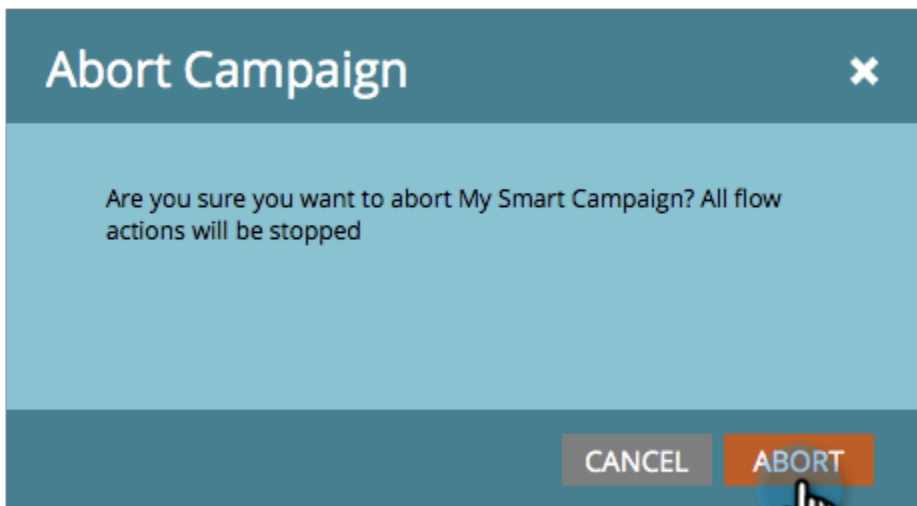 Abort Campaign
Are you sure you want to abort My Smart Campaign? All flow
actions will be stopped
CANCEL ABORT